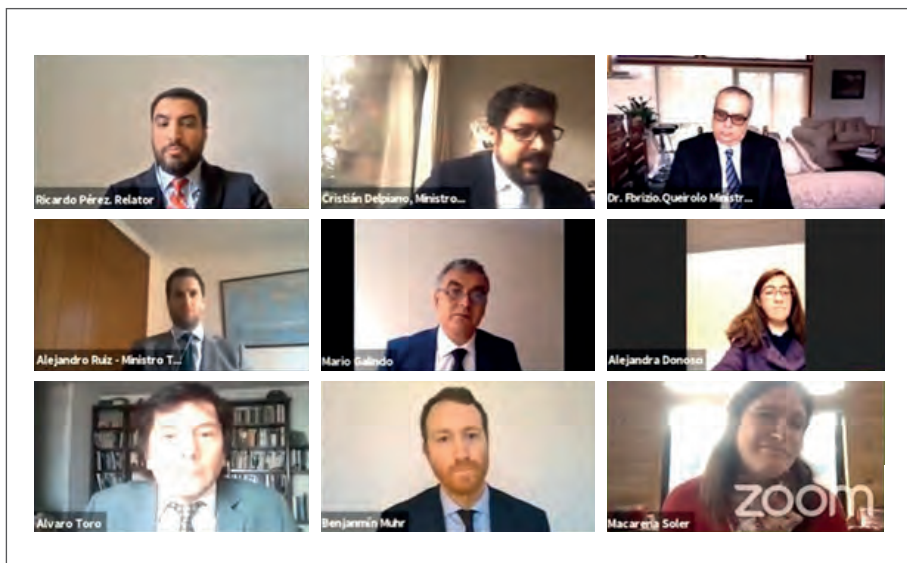 Ricardo Pérez. Relator
Cristián Delpiano, Ministro...
Dr. Fbrizio.Queirolo Ministr...
Alejandro Ruiz - Ministro T...
Mario Galindo
Alejandra Donoso
Alvaro Toro
Benjanmín Muhr
Macarena Soler
zoom